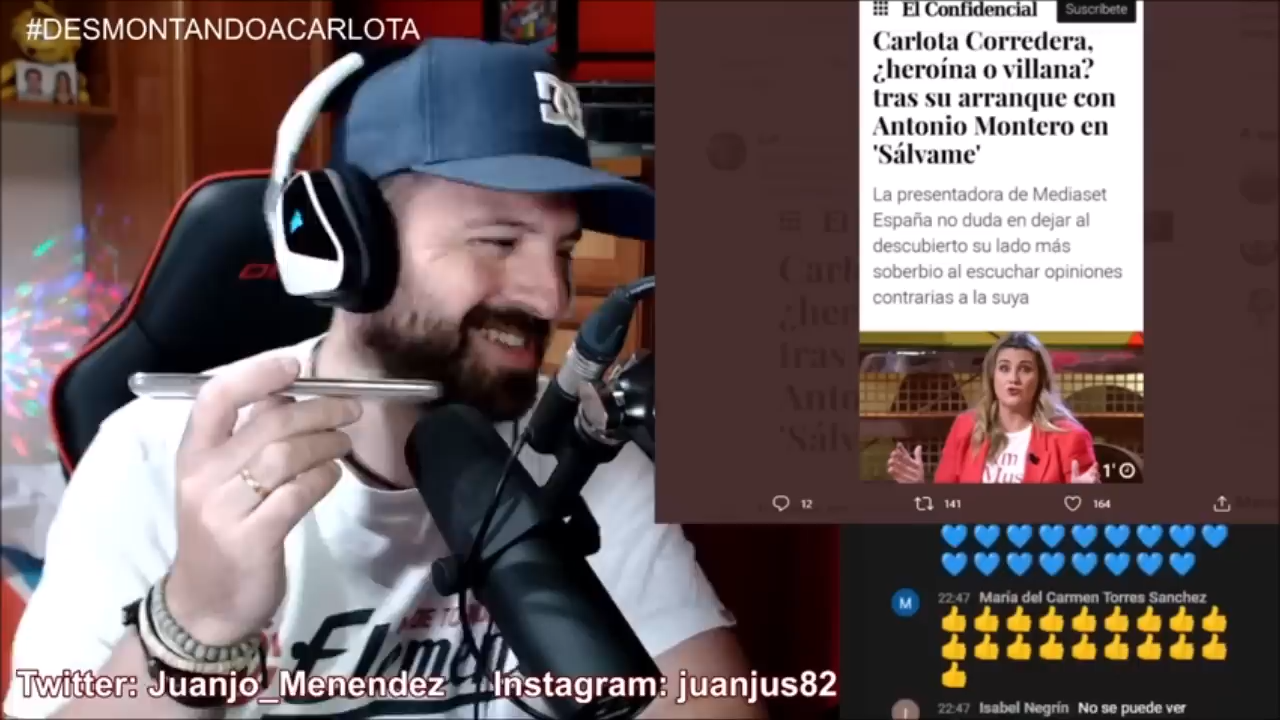 #DESMONTANDOACARLOTA
El Confidencial
Suscríbete
Carlota Corredera,
¿heroína o villana?
tras su arranque con
Antonio Montero en
'Sálvame'
La presentadora de Mediaset
España no duda en dejar al
descubierto su lado más
soberbio al escuchar opiniones
contrarias a la suya
1'
12
141
164
M
22:47 María del Carmen Torres Sanchez
I
22:47 Isabel Negrín No se puede ver
Twitter: Juanjo_Menendez
Instagram: juanjus82